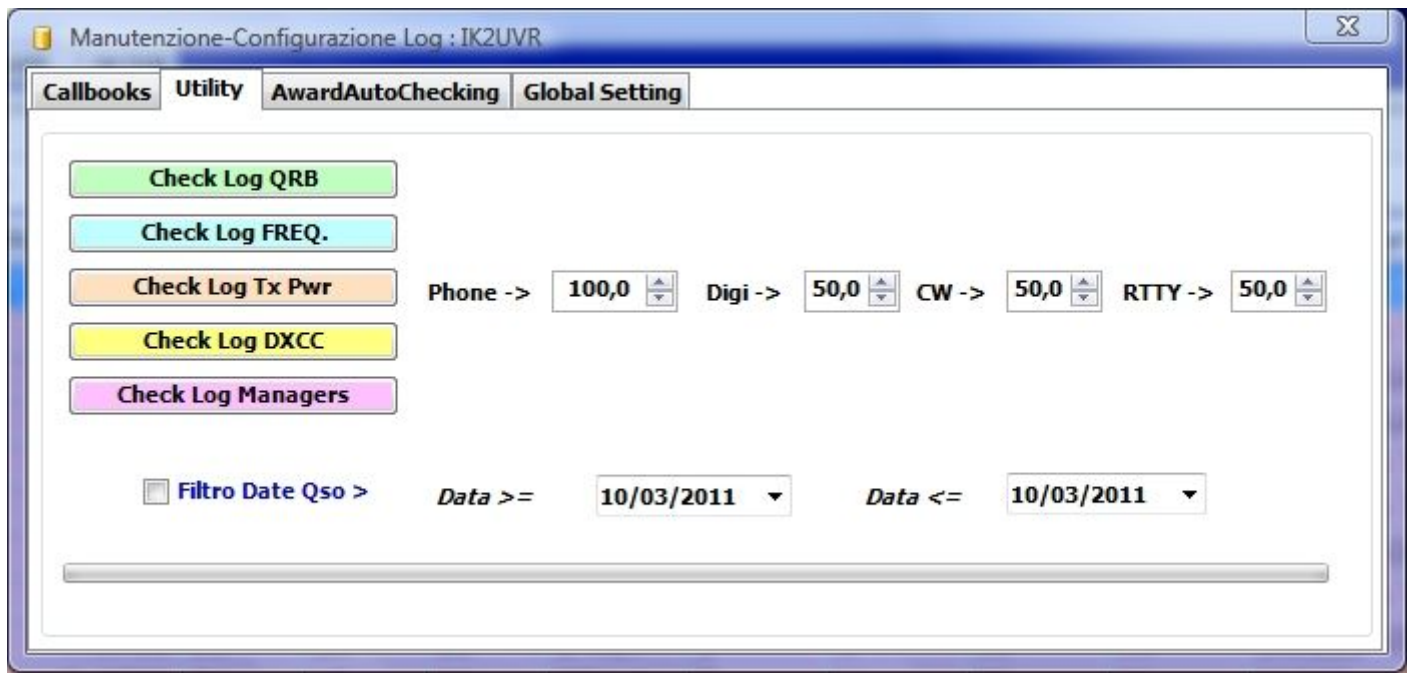 Manutenzione-Configurazione Log : IK2UVR
Callbooks Utility AwardAutoChecking Global Setting
Check Log QRB
Check Log FREQ.
Check Log Tx Pwr Phone -> 100,0 Digi -> 50,0 CW -> 50,0 RTTY -> 50,0
Check Log DXCC
Check Log Managers
Filtro Date Qso > Data >= 10/03/2011 Data <= 10/03/2011